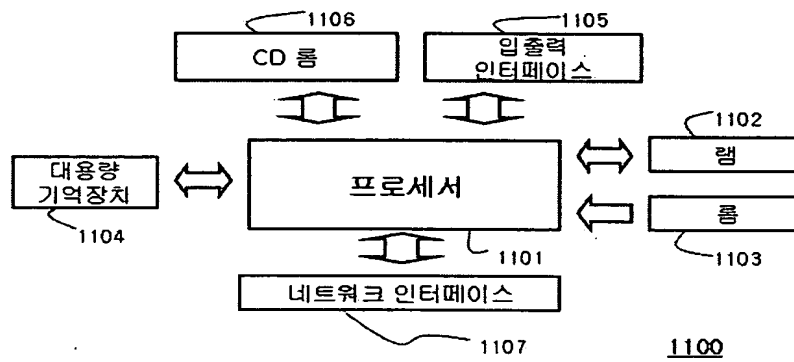 1106
1105
CD 롬
입출력
인터페이스
1102
램
대용량
기억장치
프로세서
롬
1104
1101
1103
네트워크 인터페이스
1107
1100